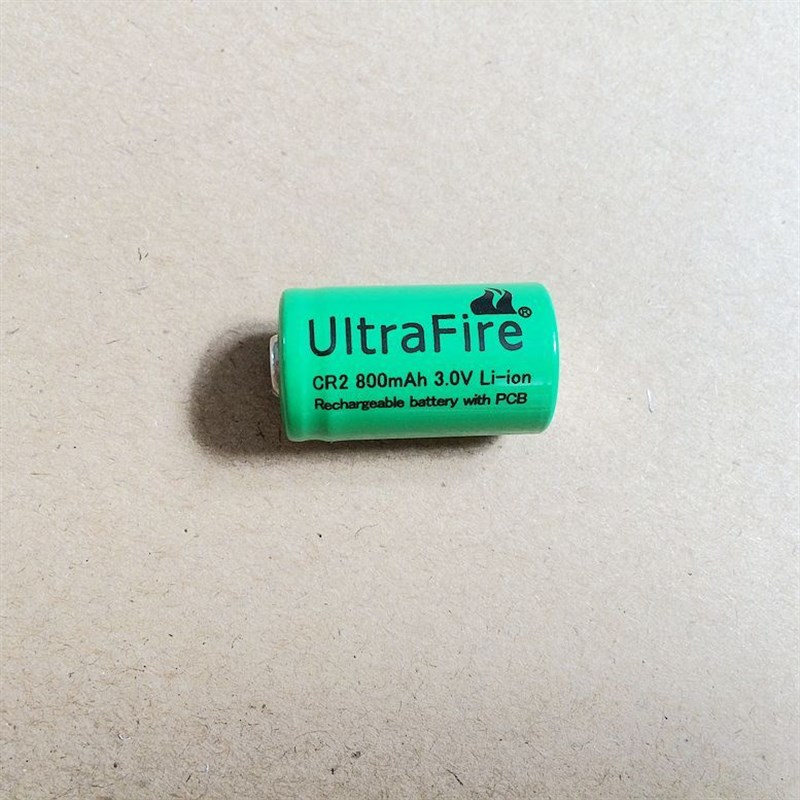 UltraFire®
CR2 800mAh 3.0V Li-ion
Rechargeable battery with PCB